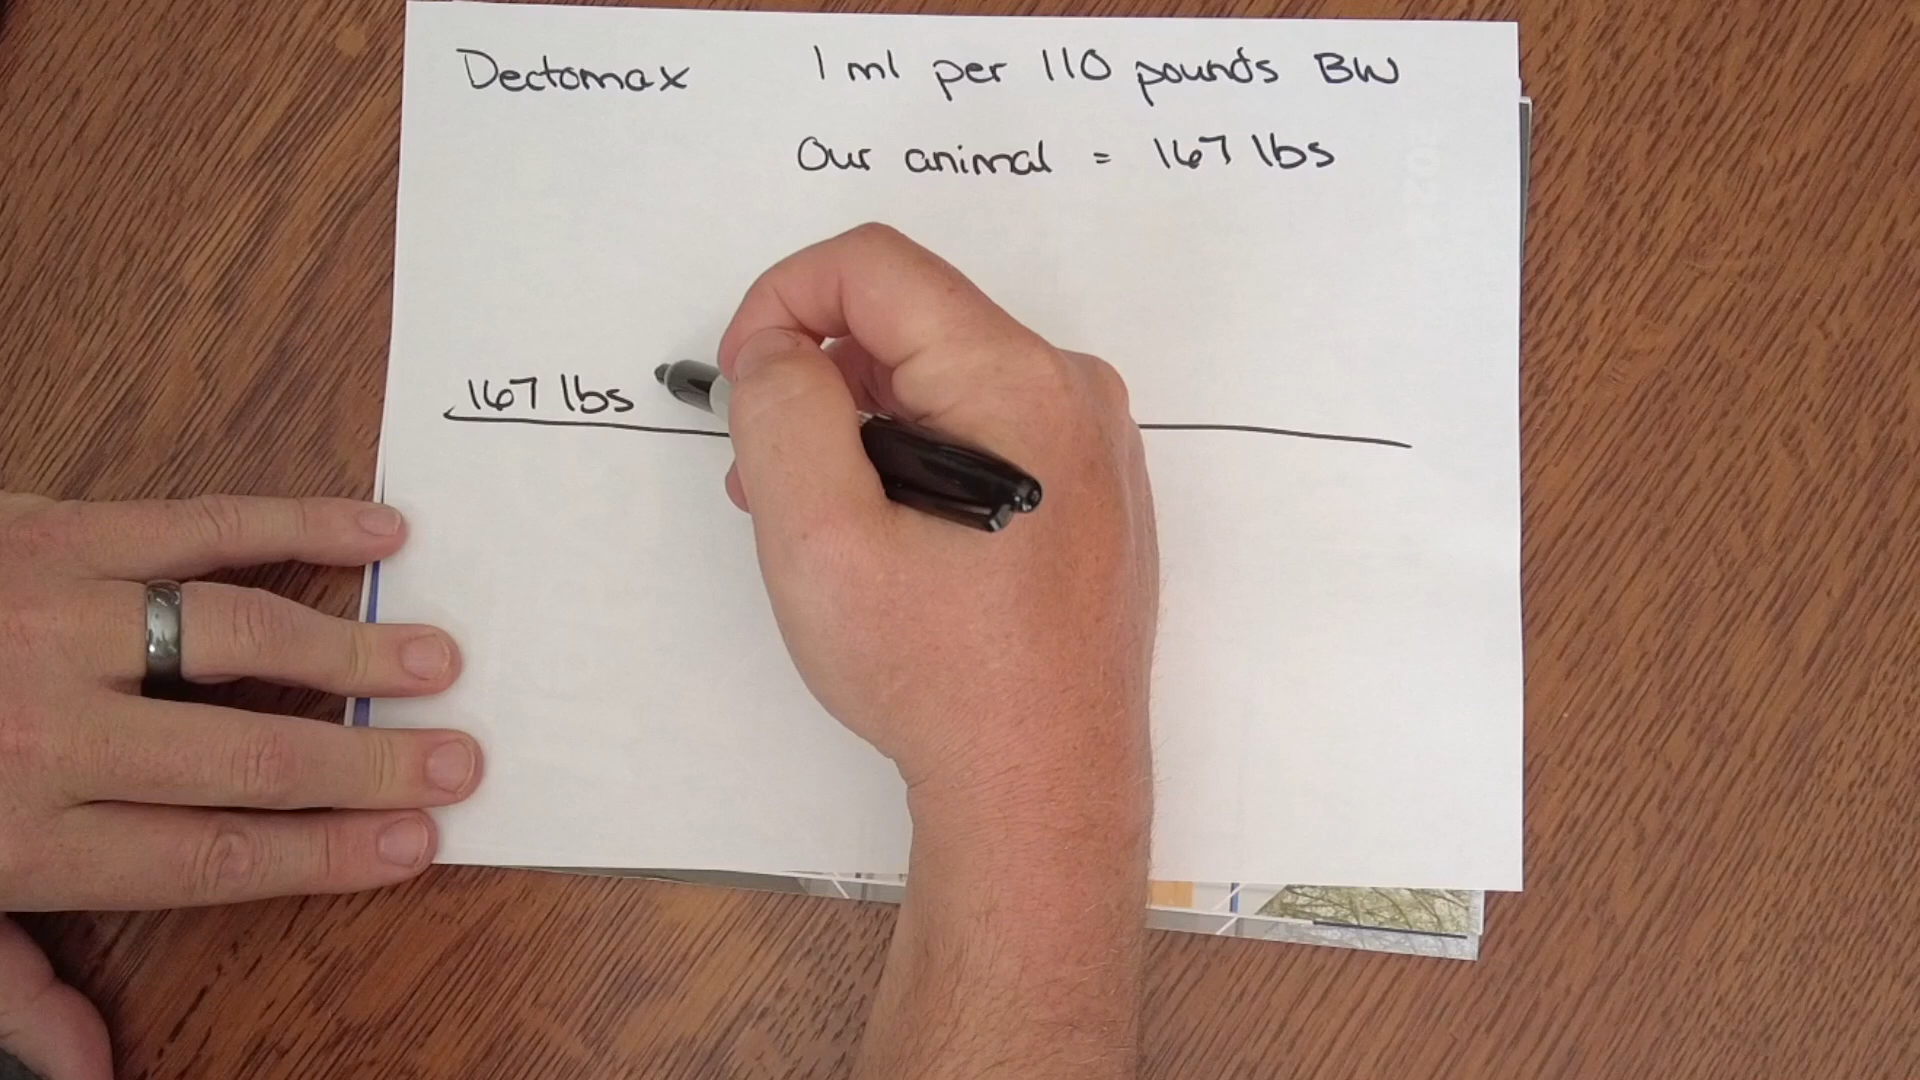 Dectomax 1 ml per 110 pounds BW
Our animal = 167 lbs
167 lbs